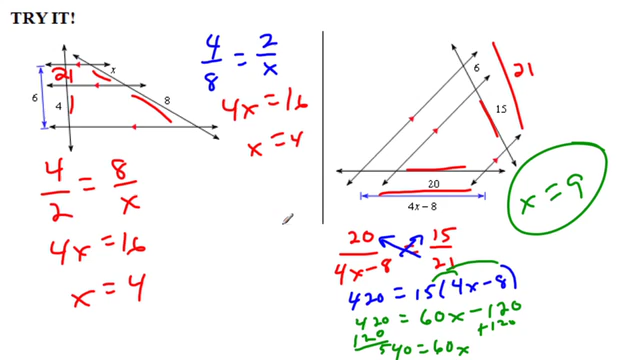 TRY IT!
6
2
4
x
8
4/8 = 2/x
4x = 16
x = 4
4/2 = 8/x
4x = 16
x = 4
6
15
21
20
4x – 8
x = 9
20/4x – 8 = 15/21
420 = 15(4x – 8)
420 = 60x – 120
120 +120
540 = 60x